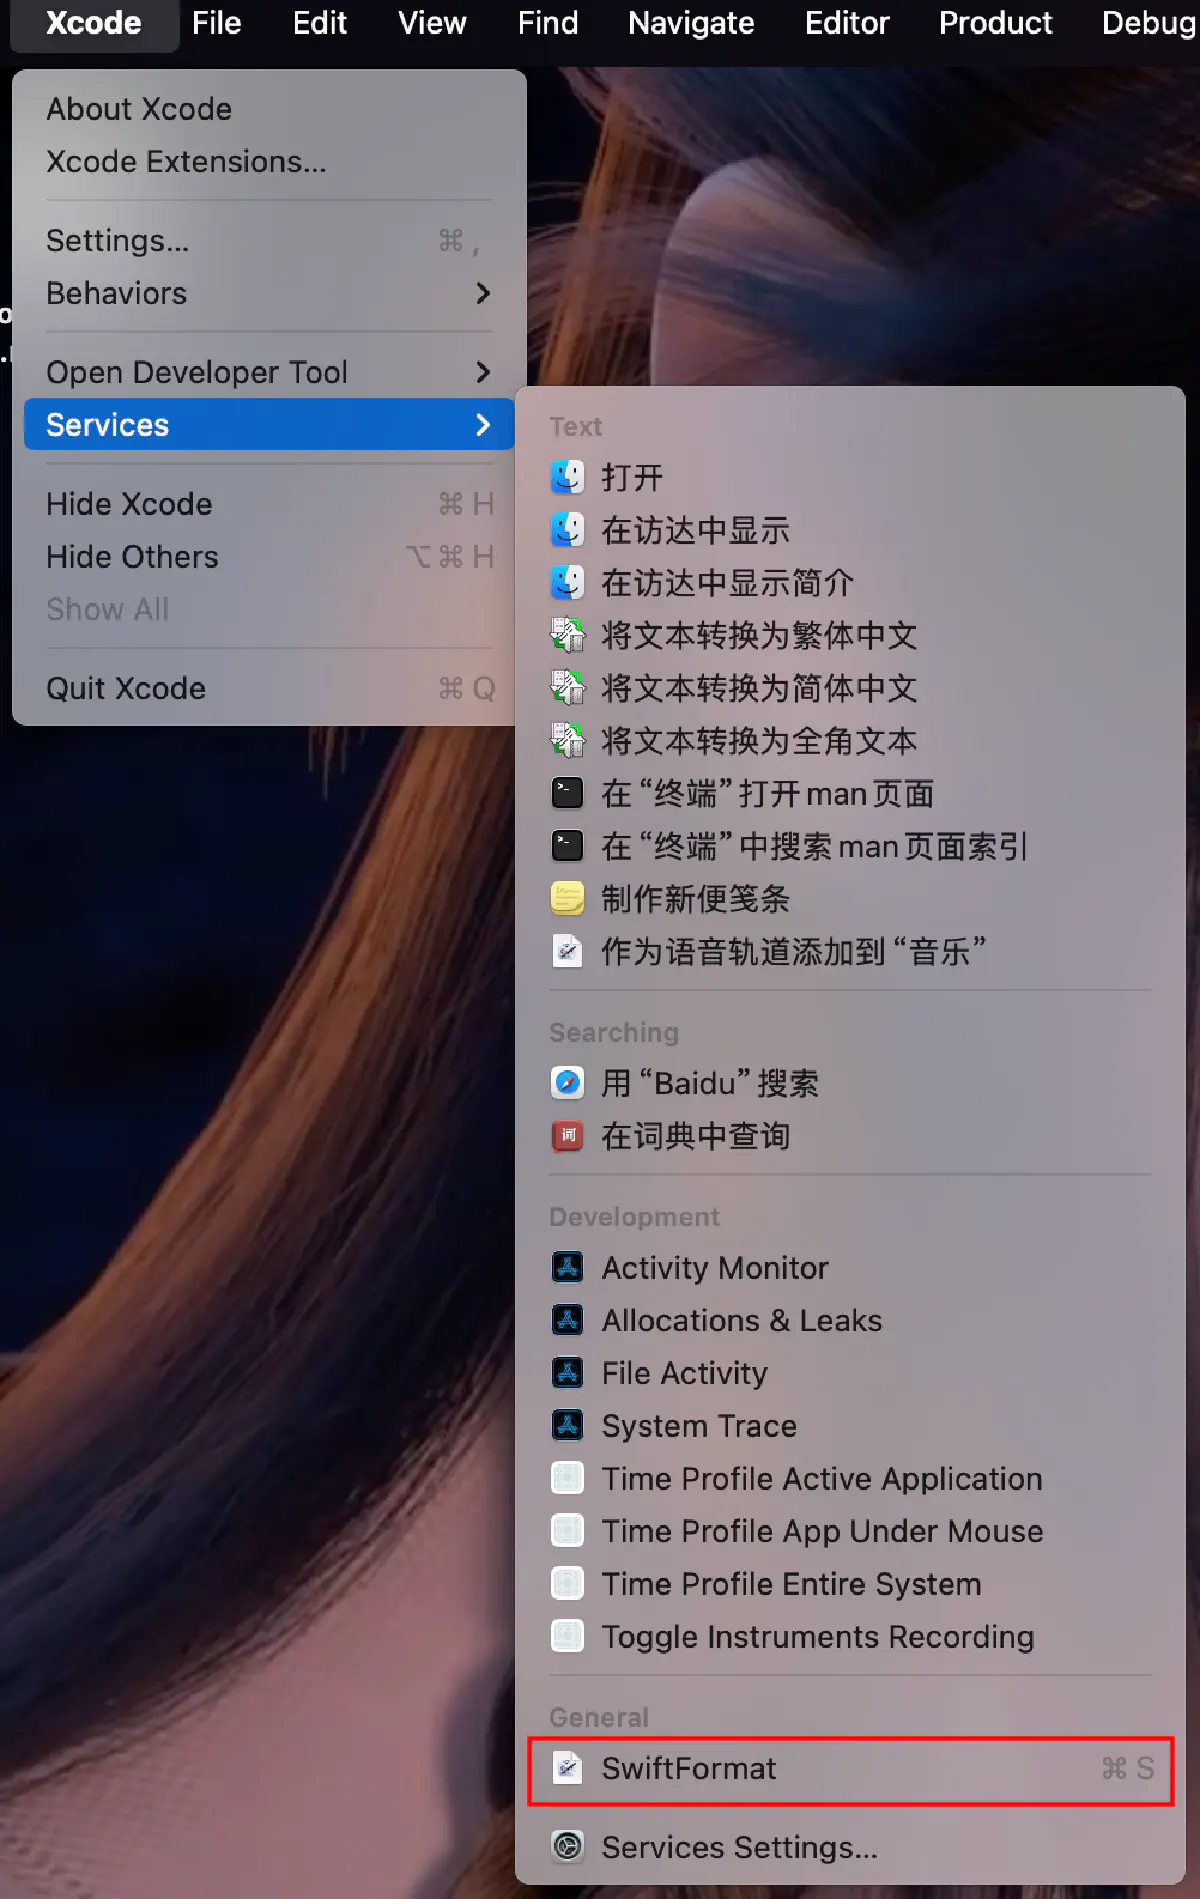 Xcode File Edit View Find Navigate Editor Product Debug
About Xcode
Xcode Extensions...
Settings... ⌘ ,
Behaviors
Open Developer Tool
Services
Hide Xcode ⌘ H
Hide Others ⌥ ⌘ H
Show All
Quit Xcode ⌘ Q
Text
打开
在访达中显示
在访达中显示简介
将文本转换为繁体中文
将文本转换为简体中文
将文本转换为全角文本
在“终端”打开 man 页面
在“终端”中搜索 man 页面索引
制作新便笺条
作为语音轨道添加到“音乐”
Searching
用“Baidu”搜索
词 在词典中查询
Development
Activity Monitor
Allocations & Leaks
File Activity
System Trace
Time Profile Active Application
Time Profile App Under Mouse
Time Profile Entire System
Toggle Instruments Recording
General
SwiftFormat ⌘ S
Services Settings...